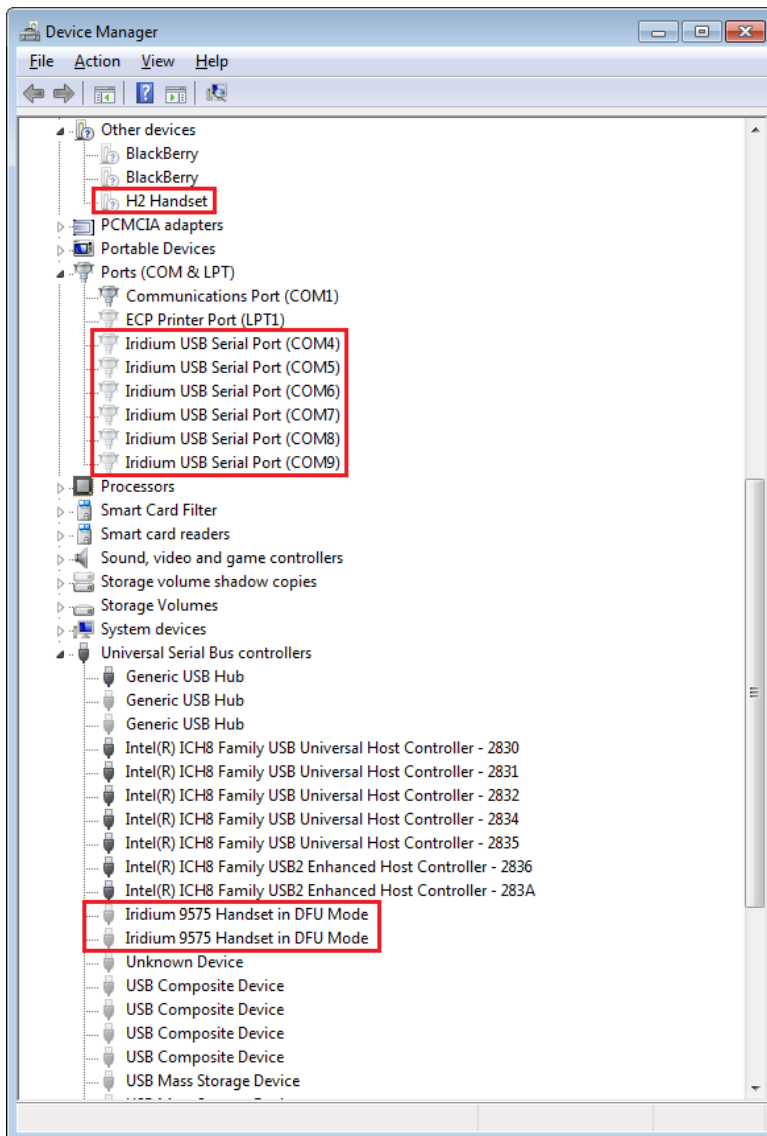 Device Manager
File Action View Help
Other devices
BlackBerry
BlackBerry
H2 Handset
PCMCIA adapters
Portable Devices
Ports (COM & LPT)
Communications Port (COM1)
ECP Printer Port (LPT1)
Iridium USB Serial Port (COM4)
Iridium USB Serial Port (COM5)
Iridium USB Serial Port (COM6)
Iridium USB Serial Port (COM7)
Iridium USB Serial Port (COM8)
Iridium USB Serial Port (COM9)
Processors
Smart Card Filter
Smart card readers
Sound, video and game controllers
Storage volume shadow copies
Storage Volumes
System devices
Universal Serial Bus controllers
Generic USB Hub
Generic USB Hub
Generic USB Hub
Intel(R) ICH8 Family USB Universal Host Controller - 2830
Intel(R) ICH8 Family USB Universal Host Controller - 2831
Intel(R) ICH8 Family USB Universal Host Controller - 2832
Intel(R) ICH8 Family USB Universal Host Controller - 2834
Intel(R) ICH8 Family USB Universal Host Controller - 2835
Intel(R) ICH8 Family USB2 Enhanced Host Controller - 2836
Intel(R) ICH8 Family USB2 Enhanced Host Controller - 283A
Iridium 9575 Handset in DFU Mode
Iridium 9575 Handset in DFU Mode
Unknown Device
USB Composite Device
USB Composite Device
USB Composite Device
USB Composite Device
USB Mass Storage Device